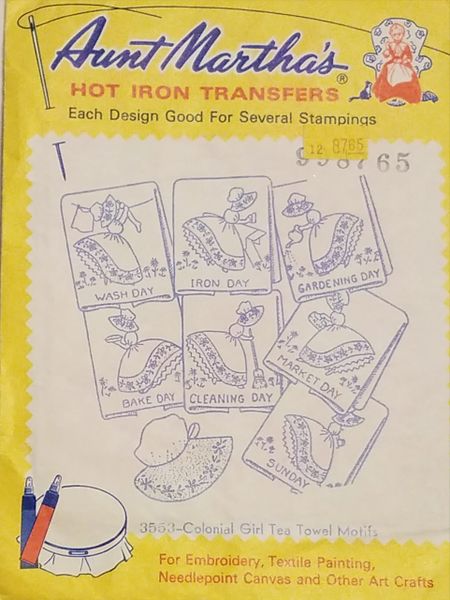 Aunt Martha's ®
HOT IRON TRANSFERS
Each Design Good For Several Stampings
12 8765
998765
WASH DAY
IRON DAY
GARDENING DAY
BAKE DAY
CLEANING DAY
MARKET DAY
SUNDAY
3553-Colonial Girl Tea Towel Motifs
For Embroidery, Textile Painting,
Needlepoint Canvas and Other Art Crafts